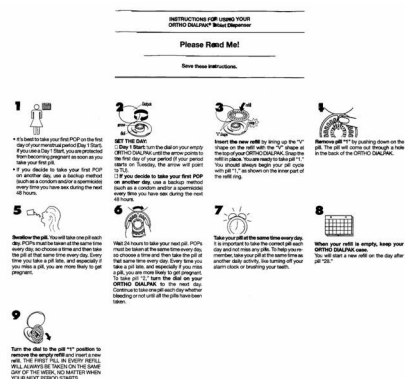 INSTRUCTIONS FOR USING YOUR
ORTHO DIALPAK® Tablet Dispenser
Please Read Me!
Save these instructions.
1
• It's best to take your first POP on the first
day of your menstrual period (Day 1 Start).
If you use a Day 1 Start, you are protected
from becoming pregnant as soon as you
take your first pill.
• If you decide to take your first POP
on another day, use a backup method
(such as a condom and/or a spermicide)
every time you have sex during the next
48 hours.
2
SET THE DAY:
☐ Day 1 Start: turn the dial on your empty
ORTHO DIALPAK until the arrow points to
the first day of your period (if your period
starts on Tuesday, the arrow will point
to TU).
☐ If you decide to take your first POP
on another day, use a backup method
(such as a condom and/or a spermicide)
every time you have sex during the next
48 hours.
3
Insert the new refill by lining up the "V"
shape on the refill with the "V" shape at
the top of your ORTHO DIALPAK. Snap the
refill in place. You are ready to take pill "1."
You should always begin your pill cycle
with pill "1," as shown on the inner part of
the refill ring.
4
Remove pill "1" by pushing down on the
pill. The pill will come out through a hole
in the back of the ORTHO DIALPAK.
5
Swallow the pill. You will take one pill each
day. POPs must be taken at the same time
every day, so choose a time and then take
the pill at that same time every day. Every
time you take a pill late, and especially if
you miss a pill, you are more likely to get
pregnant.
6
Wait 24 hours to take your next pill. POPs
must be taken at the same time every day,
so choose a time and then take the pill at
that same time every day. Every time you
take a pill late, and especially if you miss
a pill, you are more likely to get pregnant.
To take pill "2," turn the dial on your
ORTHO DIALPAK to the next day.
Continue to take one pill each day whether
bleeding or not until all the pills have been
taken.
7
Take your pill at the same time every day.
It is important to take the correct pill each
day and not miss any pills. To help you re-
member, take your pill at the same time as
another daily activity, like turning off your
alarm clock or brushing your teeth.
8
When your refill is empty, keep your
ORTHO DIALPAK case.
You will start a new refill on the day after
pill "28."
9
Turn the dial to the pill "1" position to
remove the empty refill and insert a new
refill. THE FIRST PILL IN EVERY REFILL
WILL ALWAYS BE TAKEN ON THE SAME
DAY OF THE WEEK, NO MATTER WHEN
YOUR NEXT PERIOD STARTS.